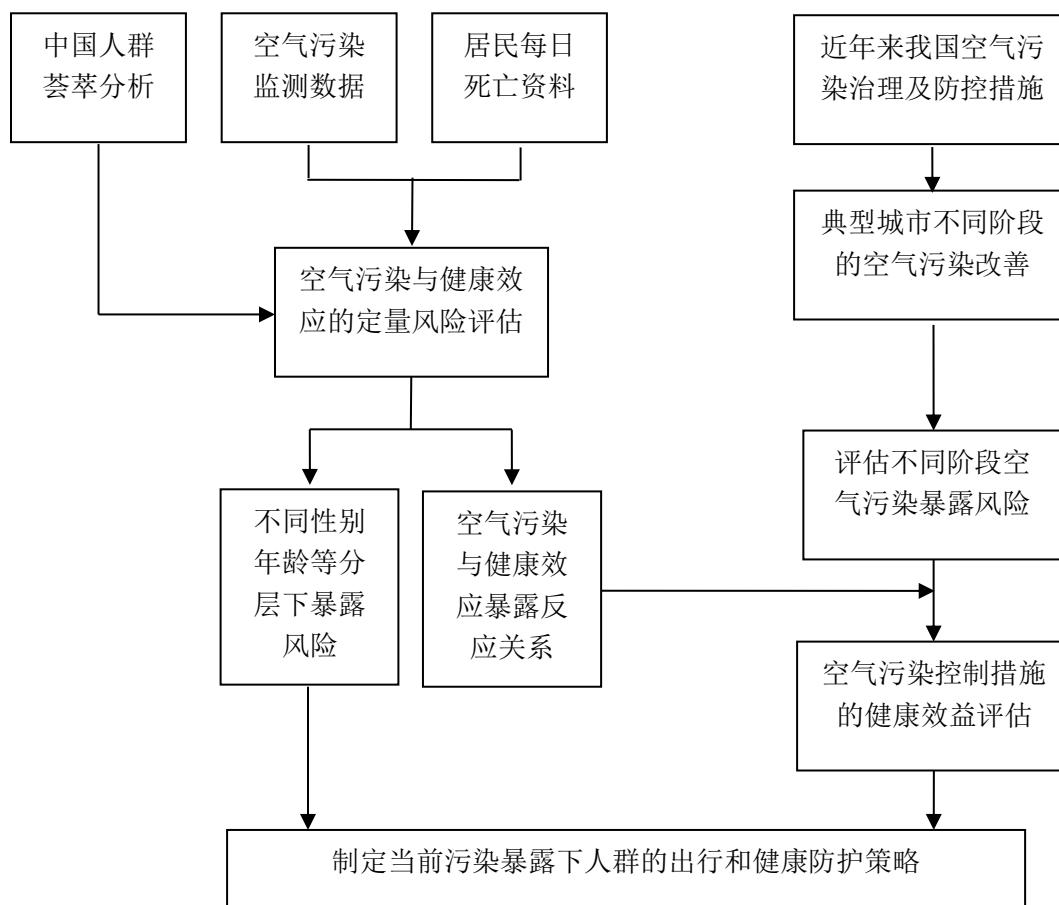 中国人群
荟萃分析
空气污染
监测数据
居民每日
死亡资料
近年来我国空气污
染治理及防控措施
典型城市不同阶段
的空气污染改善
空气污染与健康效
应的定量风险评估
评估不同阶段空
气污染暴露风险
不同性别
年龄等分
层下暴露
风险
空气污染
与健康效
应暴露反
应关系
空气污染控制措施
的健康效益评估
制定当前污染暴露下人群的出行和健康防护策略